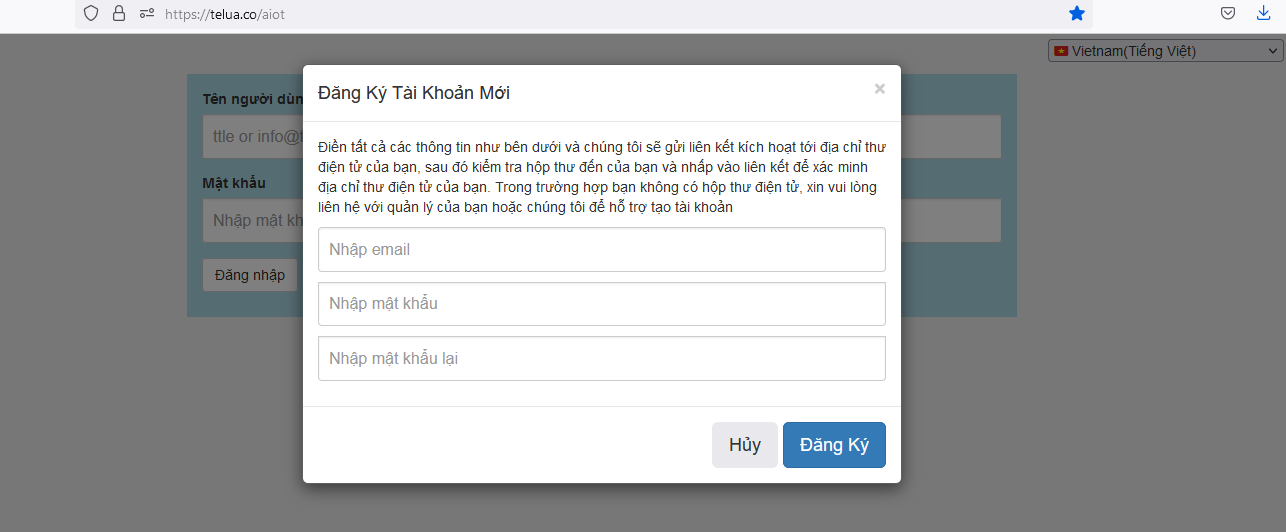 https://telua.co/aiot
Vietnam(Tiếng Việt)
Đăng Ký Tài Khoản Mới
×
Tên người dùn
ttle or info@t
Điền tất cả các thông tin như bên dưới và chúng tôi sẽ gửi liên kết kích hoạt tới địa chỉ thư
điện tử của bạn, sau đó kiểm tra hộp thư đến của bạn và nhấp vào liên kết để xác minh
địa chỉ thư điện tử của bạn. Trong trường hợp bạn không có hộp thư điện tử, xin vui lòng
liên hệ với quản lý của bạn hoặc chúng tôi để hỗ trợ tạo tài khoản
Mật khẩu
Nhập mật kh
Nhập email
Đăng nhập
Nhập mật khẩu
Nhập mật khẩu lại
Hủy
Đăng Ký